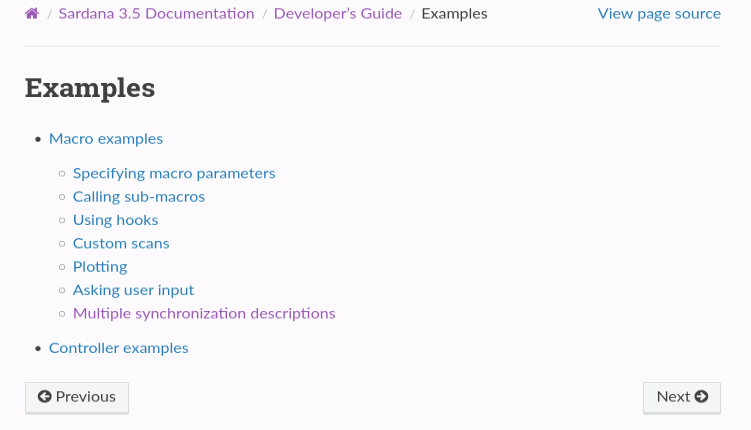 / Sardana 3.5 Documentation / Developer's Guide / Examples View page source
Examples
• Macro examples
◦ Specifying macro parameters
◦ Calling sub-macros
◦ Using hooks
◦ Custom scans
◦ Plotting
◦ Asking user input
◦ Multiple synchronization descriptions
• Controller examples
Previous Next